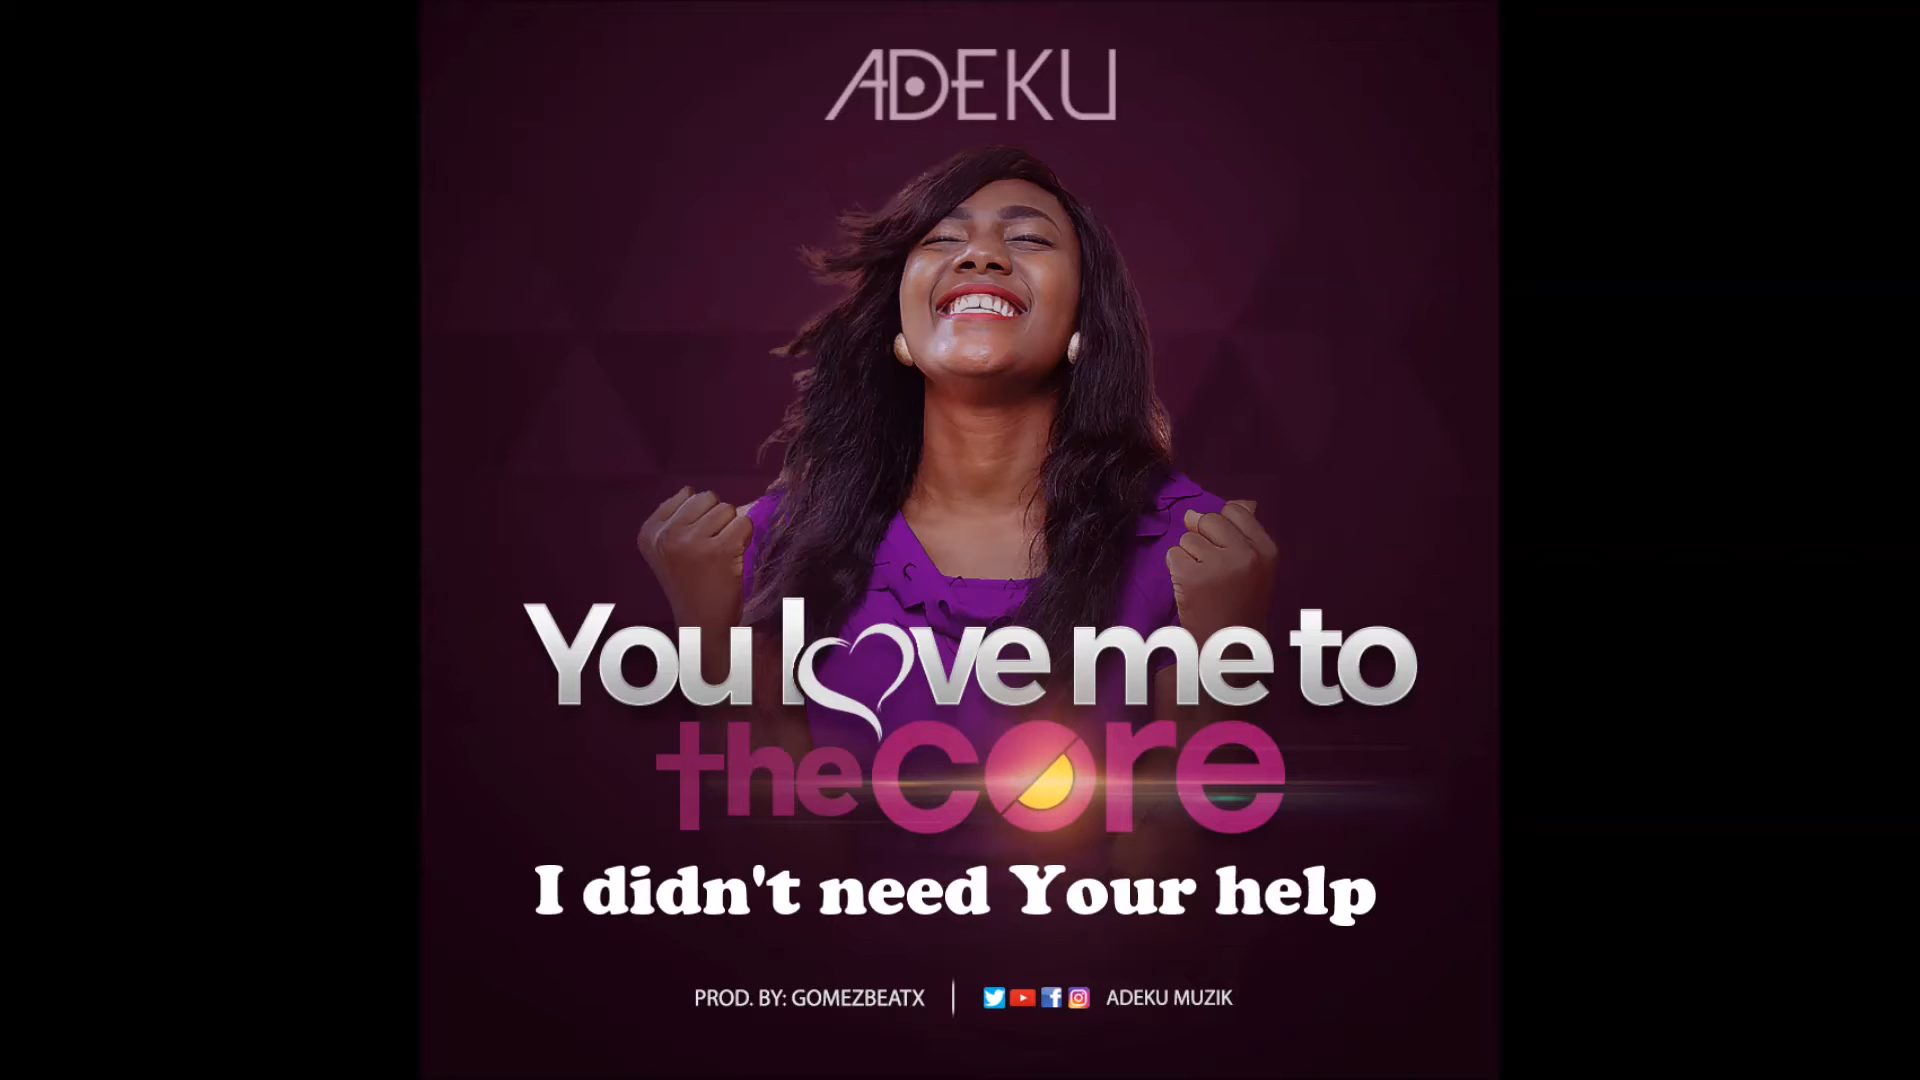 ADEKU
You love me to
the core
I didn't need Your help
PROD. BY: GOMEZBEATX | ADEKU MUZIK